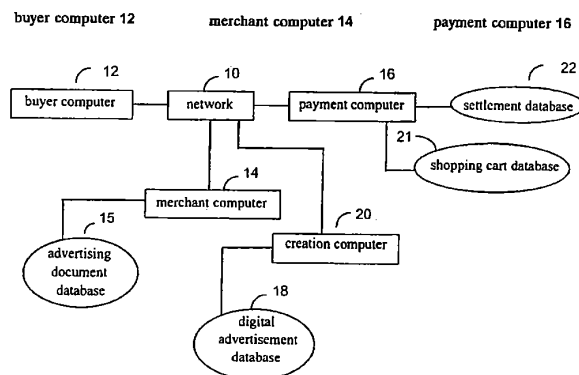 buyer computer 12 merchant computer 14 payment computer 16
12 10 16 22
buyer computer network payment computer settlement database
21
shopping cart database
14
merchant computer
15 20
advertising
document
database
creation computer
18
digital
advertisement
database